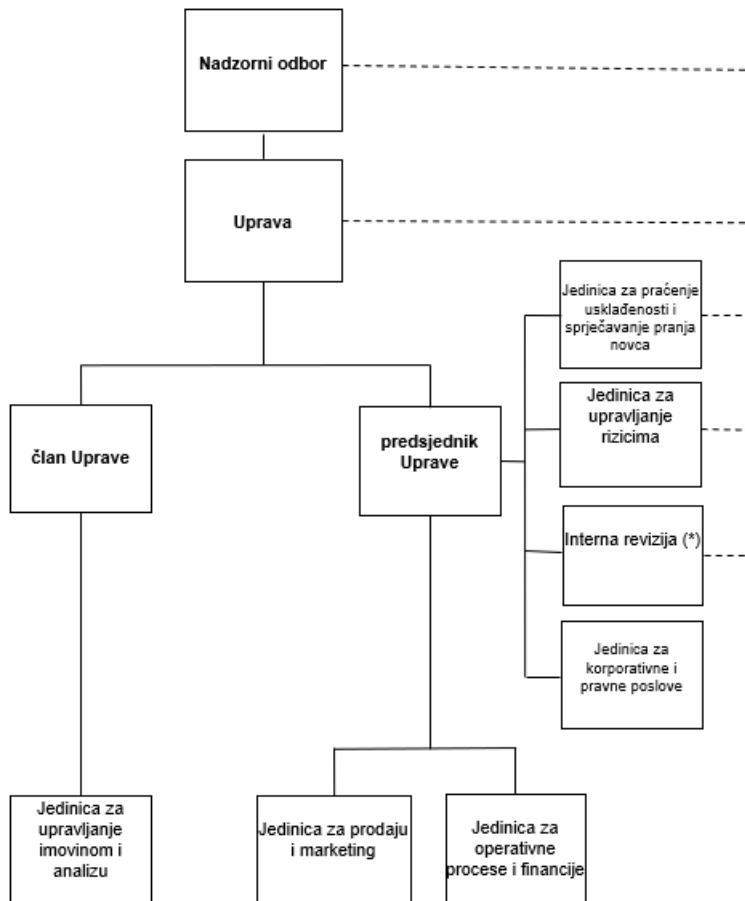 Nadzorni odbor
Uprava
Jedinica za praćenje
usklađenosti i
sprječavanje pranja
novca
Jedinica za
upravljanje
rizicima
član Uprave
predsjednik
Uprave
Interna revizija (*)
Jedinica za
korporativne i
pravne poslove
Jedinica za
upravljanje
imovinom i
analizu
Jedinica za prodaju
i marketing
Jedinica za
operativne
procese i financije